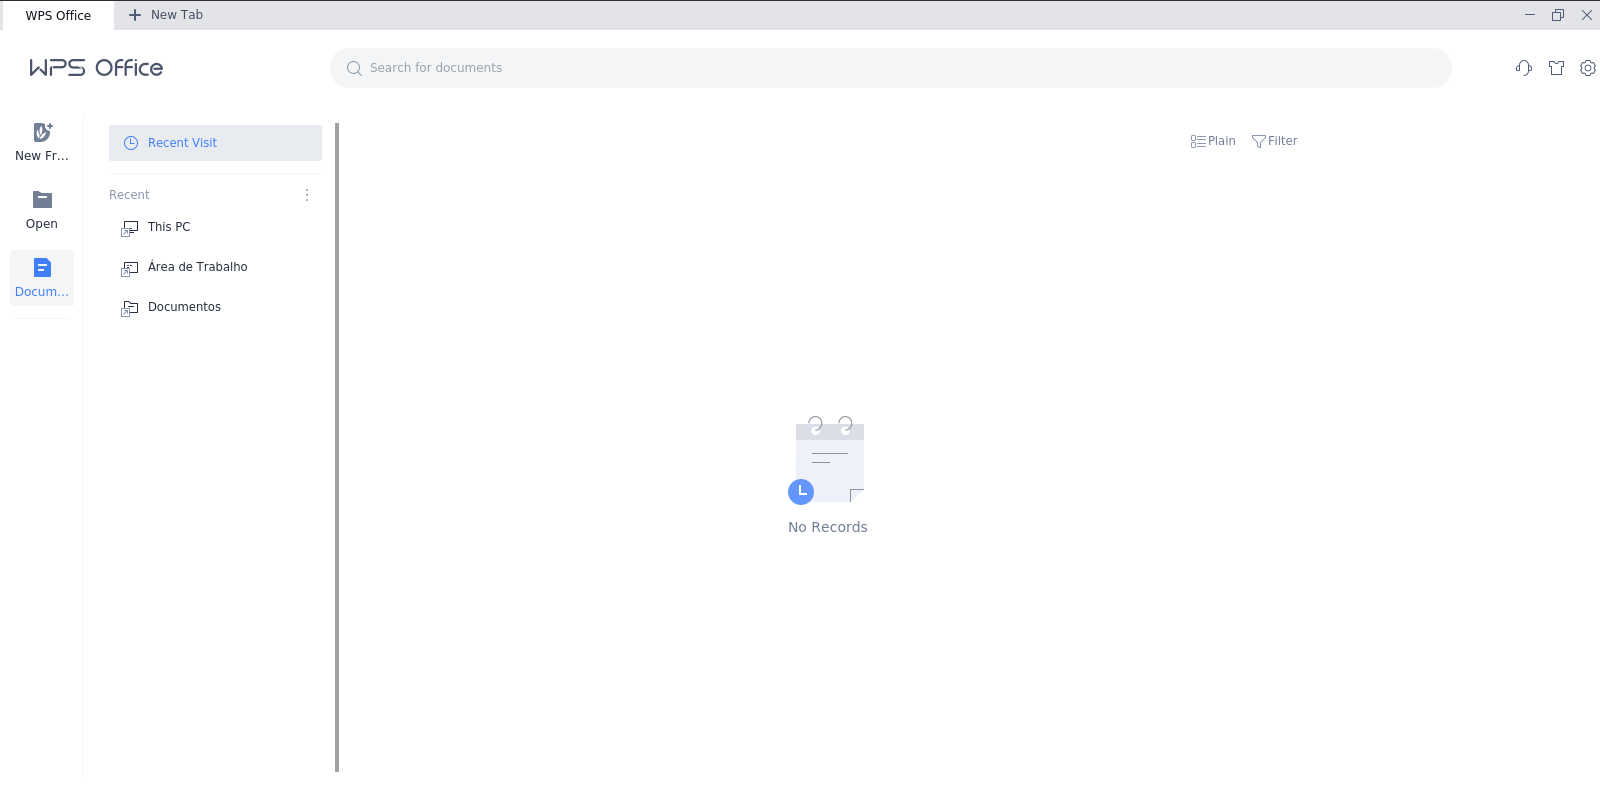 WPS Office
New Tab
WPS Office
Search for documents
New Fr...
Open
Docum...
Recent Visit
Recent
This PC
Área de Trabalho
Documentos
Plain
Filter
No Records